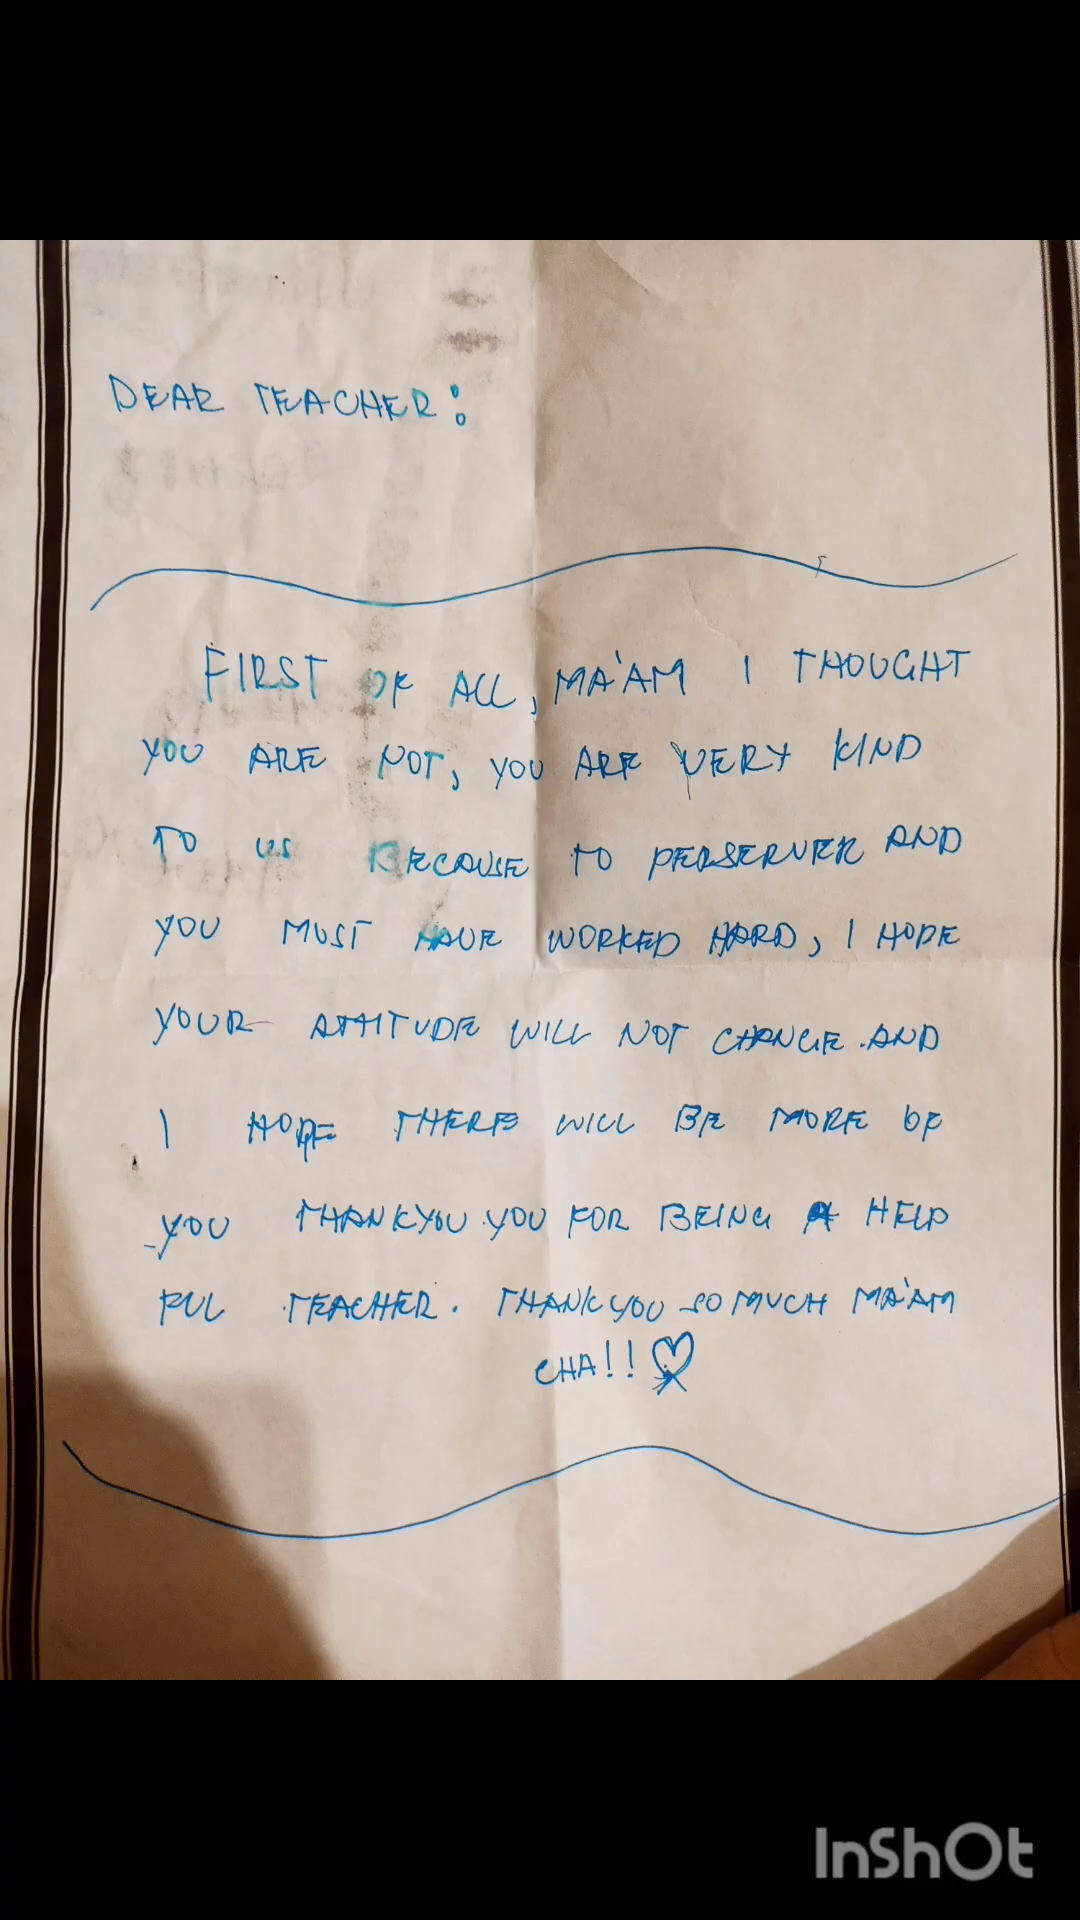 DEAR TEACHER:
FIRST OF ALL, MA'AM I THOUGHT
YOU ARE NOT, YOU ARE VERY KIND
TO US BECAUSE TO PERSERVER AND
YOU MUST HAVE WORKED HARD, I HOPE
YOUR ATTITUDE WILL NOT CHANGE. AND
I HOPE THERE WILL BE MORE OF
YOU THANKYOU YOU FOR BEING A HELP
FUL TEACHER. THANK YOU SO MUCH MA'AM
CHA!! ♡
InShOt